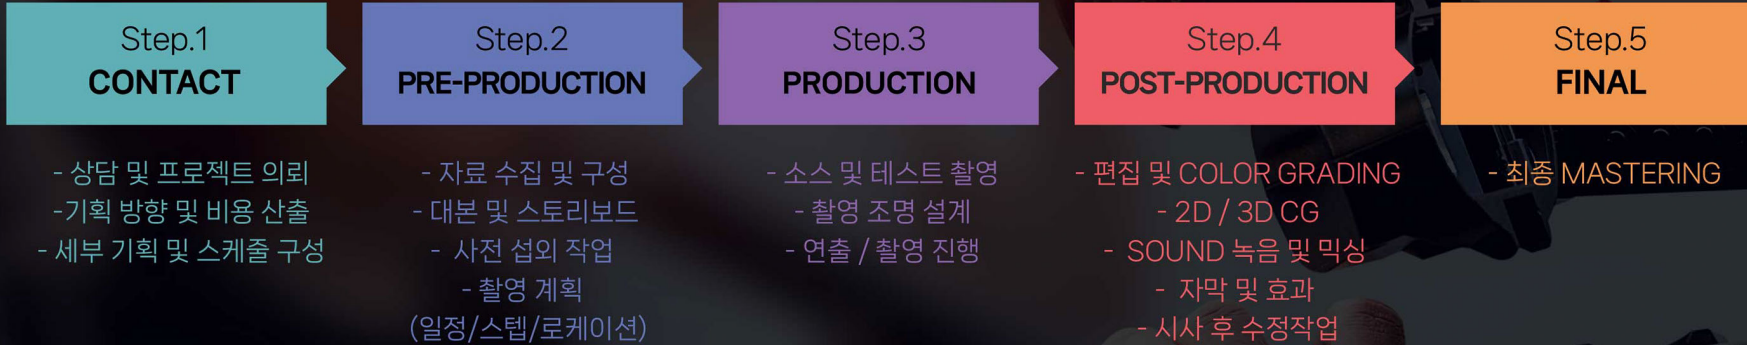 Step.1
CONTACT
- 상담 및 프로젝트 의뢰
-기획 방향 및 비용 산출
- 세부 기획 및 스케줄 구성
Step.2
PRE-PRODUCTION
- 자료 수집 및 구성
- 대본 및 스토리보드
- 사전 섭외 작업
- 촬영 계획
(일정/스텝/로케이션)
Step.3
PRODUCTION
- 소스 및 테스트 촬영
- 촬영 조명 설계
- 연출 / 촬영 진행
Step.4
POST-PRODUCTION
- 편집 및 COLOR GRADING
- 2D / 3D CG
- SOUND 녹음 및 믹싱
- 자막 및 효과
- 시사 후 수정작업
Step.5
FINAL
- 최종 MASTERING